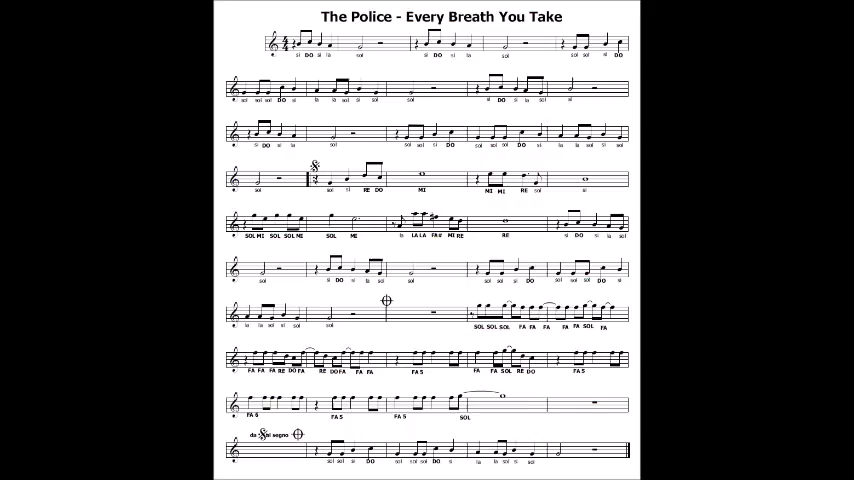 The Police - Every Breath You Take
si DO si la sol si DO si la sol sol sol si DO
sol sol sol DO si la la sol si sol sol si DO si la sol si
si DO si la sol sol sol si DO sol sol sol DO si la la sol si sol
sol sol si RE DO MI MI MI RE sol si
SOL MI SOL SOL MI SOL MI la LA LA FA# MI RE RE si DO si la sol
sol si DO si la sol sol sol sol si DO sol sol sol DO si
la la sol si sol sol SOL SOL SOL FA FA FA FA FA SOL FA
FA FA FA RE DO FA RE DO FA FA FA FA 5 FA FA SOL RE DO FA 5
FA 6 FA 5 FA 5 SOL
da al segno
sol sol si DO sol sol sol DO si la la sol si sol